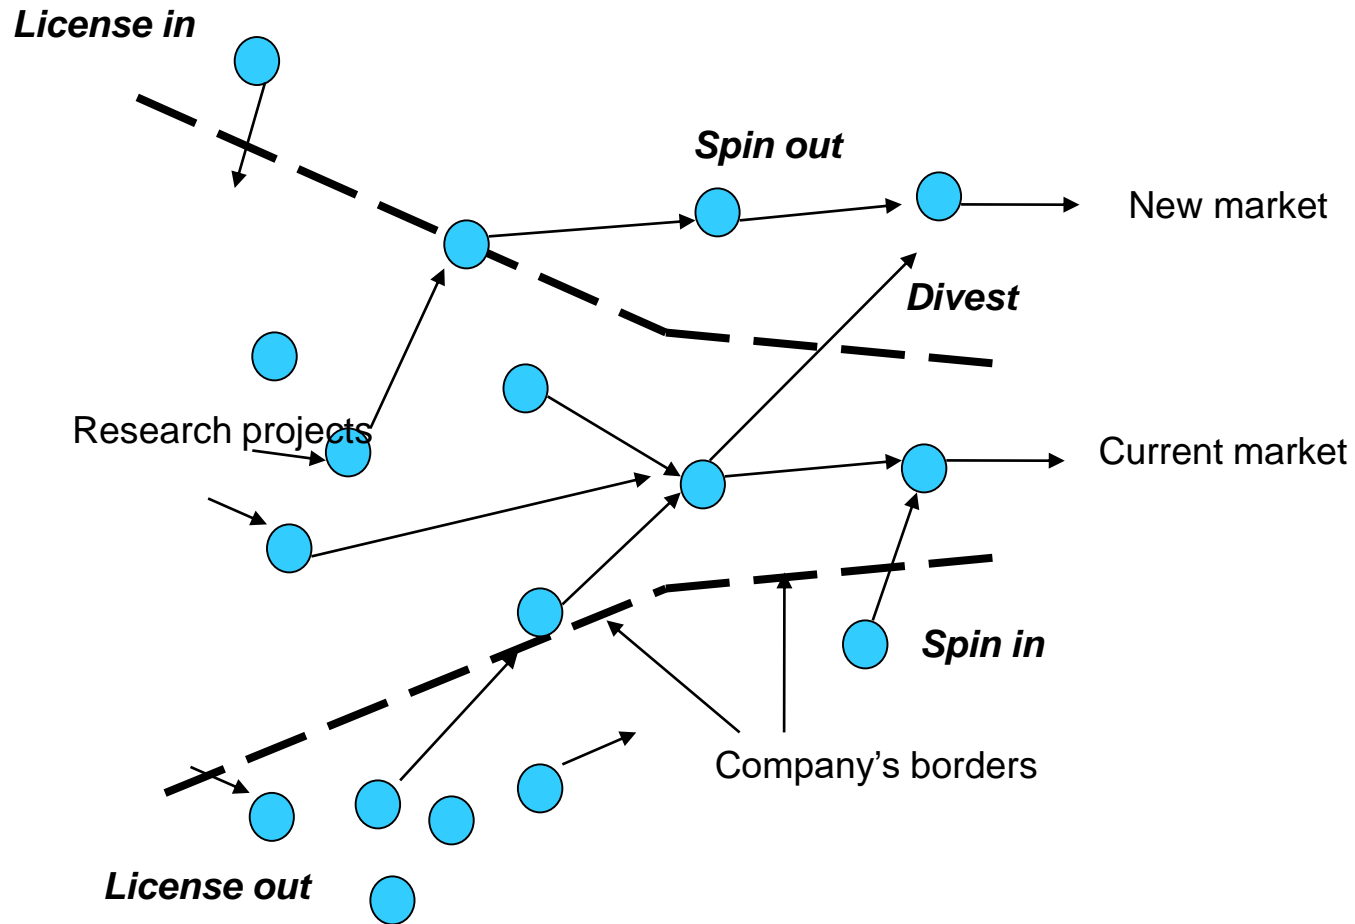 License in
Spin out
New market
Divest
Research projects
Current market
Spin in
Company’s borders
License out